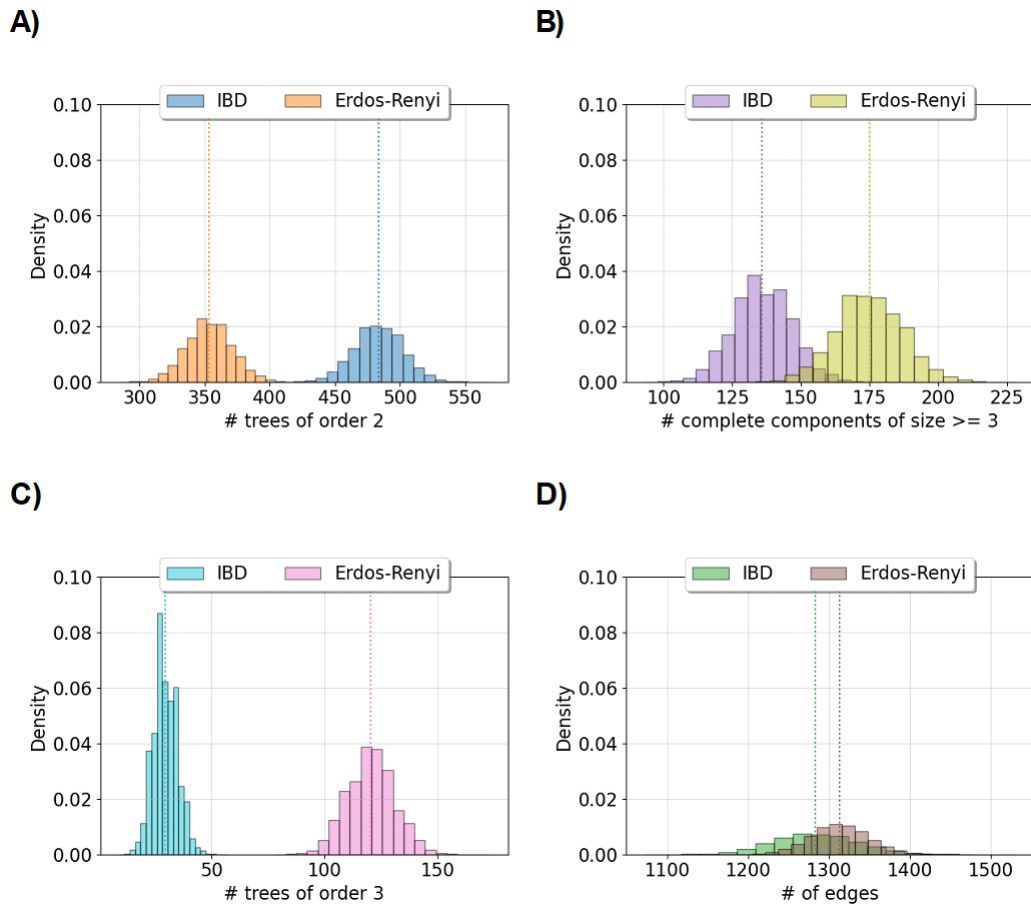 A)
IBD Erdos-Renyi
0.10
0.08
0.06
0.04
0.02
0.00
Density
300 350 400 450 500 550
# trees of order 2
B)
IBD Erdos-Renyi
0.10
0.08
0.06
0.04
0.02
0.00
Density
100 125 150 175 200 225
# complete components of size >= 3
C)
IBD Erdos-Renyi
0.10
0.08
0.06
0.04
0.02
0.00
Density
50 100 150
# trees of order 3
D)
IBD Erdos-Renyi
0.10
0.08
0.06
0.04
0.02
0.00
Density
1100 1200 1300 1400 1500
# of edges